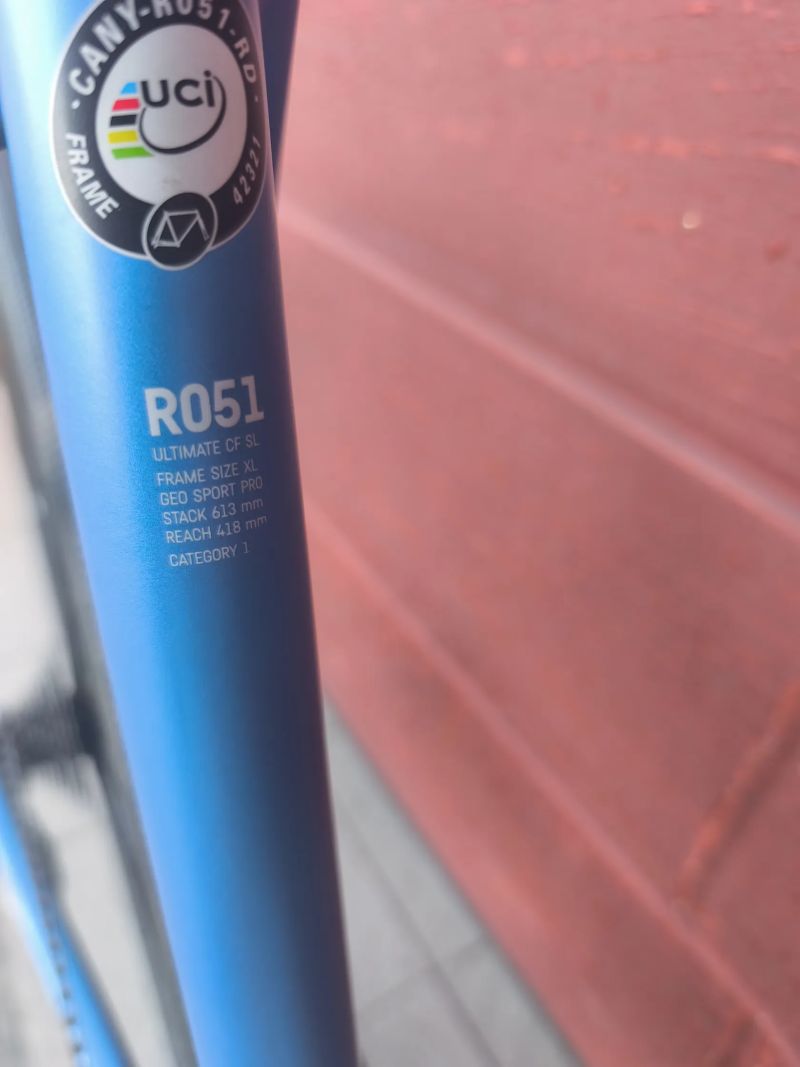 · CANY-R051-RD ·
uci
FRAME
42321
R051
ULTIMATE CF SL
FRAME SIZE XL
GEO SPORT PRO
STACK 613 mm
REACH 418 mm
CATEGORY 1